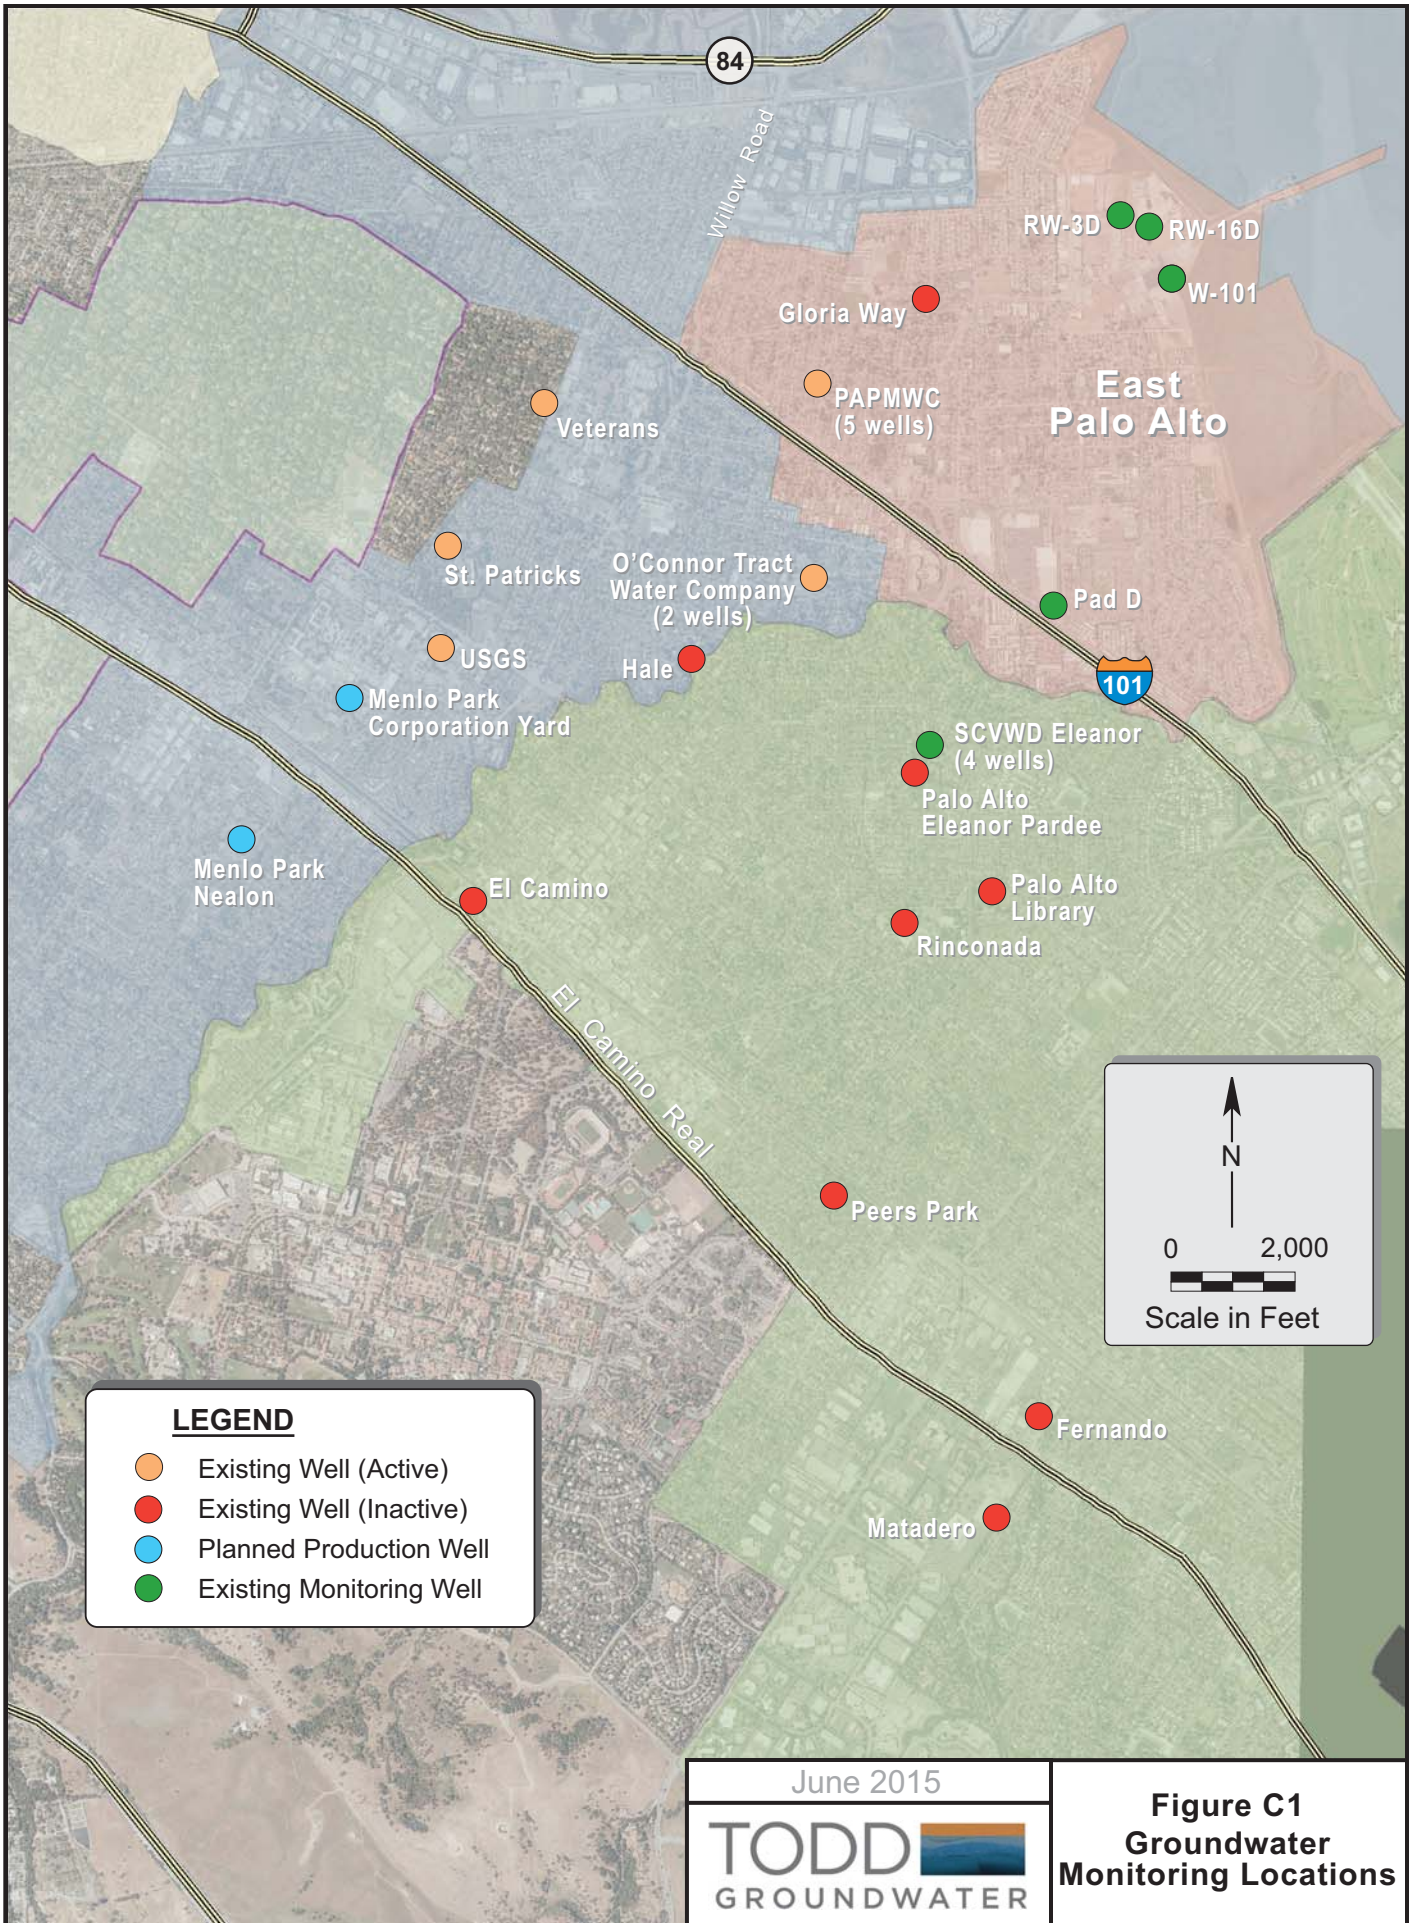 84
Willow Road
RW-3D
RW-16D
W-101
Gloria Way
PAPMWC
(5 wells)
East
Palo Alto
Veterans
St. Patricks
O'Connor Tract
Water Company
(2 wells)
Pad D
USGS
Hale
101
Menlo Park
Corporation Yard
SCVWD Eleanor
(4 wells)
Palo Alto
Eleanor Pardee
Menlo Park
Nealon
El Camino
Palo Alto
Library
Rinconada
El Camino Real
N
0 2,000
Scale in Feet
Peers Park
Fernando
Matadero
LEGEND
Existing Well (Active)
Existing Well (Inactive)
Planned Production Well
Existing Monitoring Well
June 2015
TODD
GROUNDWATER
Figure C1
Groundwater
Monitoring Locations